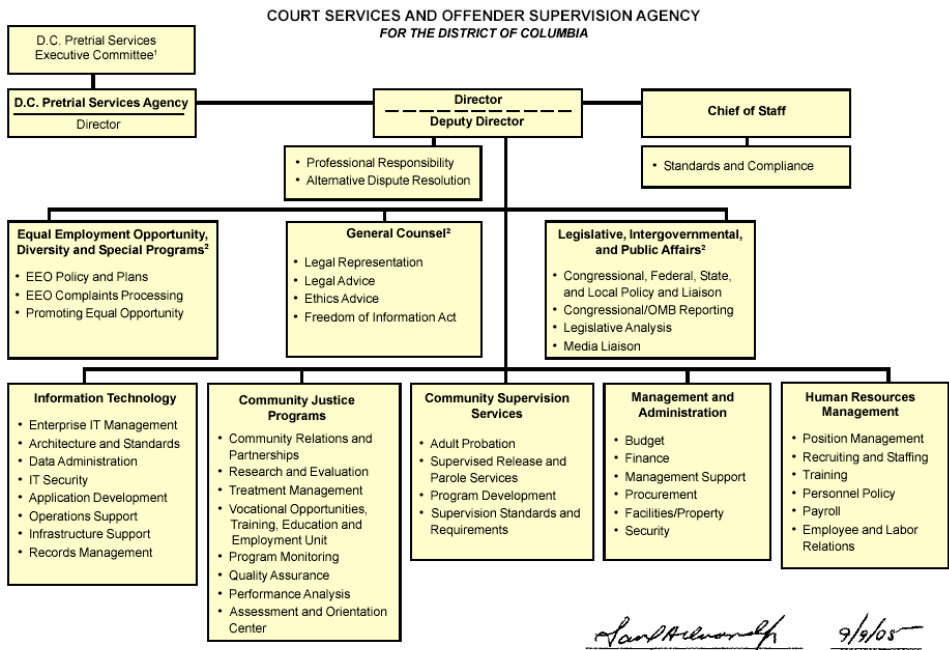 COURT SERVICES AND OFFENDER SUPERVISION AGENCY
FOR THE DISTRICT OF COLUMBIA
D.C. Pretrial Services
Executive Committee¹
D.C. Pretrial Services Agency
Director
Director
Deputy Director
Chief of Staff
• Professional Responsibility
• Alternative Dispute Resolution
• Standards and Compliance
Equal Employment Opportunity,
Diversity and Special Programs²
• EEO Policy and Plans
• EEO Complaints Processing
• Promoting Equal Opportunity
General Counsel²
• Legal Representation
• Legal Advice
• Ethics Advice
• Freedom of Information Act
Legislative, Intergovernmental,
and Public Affairs²
• Congressional, Federal, State,
and Local Policy and Liaison
• Congressional/OMB Reporting
• Legislative Analysis
• Media Liaison
Information Technology
• Enterprise IT Management
• Architecture and Standards
• Data Administration
• IT Security
• Application Development
• Operations Support
• Infrastructure Support
• Records Management
Community Justice
Programs
• Community Relations and
Partnerships
• Research and Evaluation
• Treatment Management
• Vocational Opportunities,
Training, Education and
Employment Unit
• Program Monitoring
• Quality Assurance
• Performance Analysis
• Assessment and Orientation
Center
Community Supervision
Services
• Adult Probation
• Supervised Release and
Parole Services
• Program Development
• Supervision Standards and
Requirements
Management and
Administration
• Budget
• Finance
• Management Support
• Procurement
• Facilities/Property
• Security
Human Resources
Management
• Position Management
• Recruiting and Staffing
• Training
• Personnel Policy
• Payroll
• Employee and Labor
Relations
9/9/05